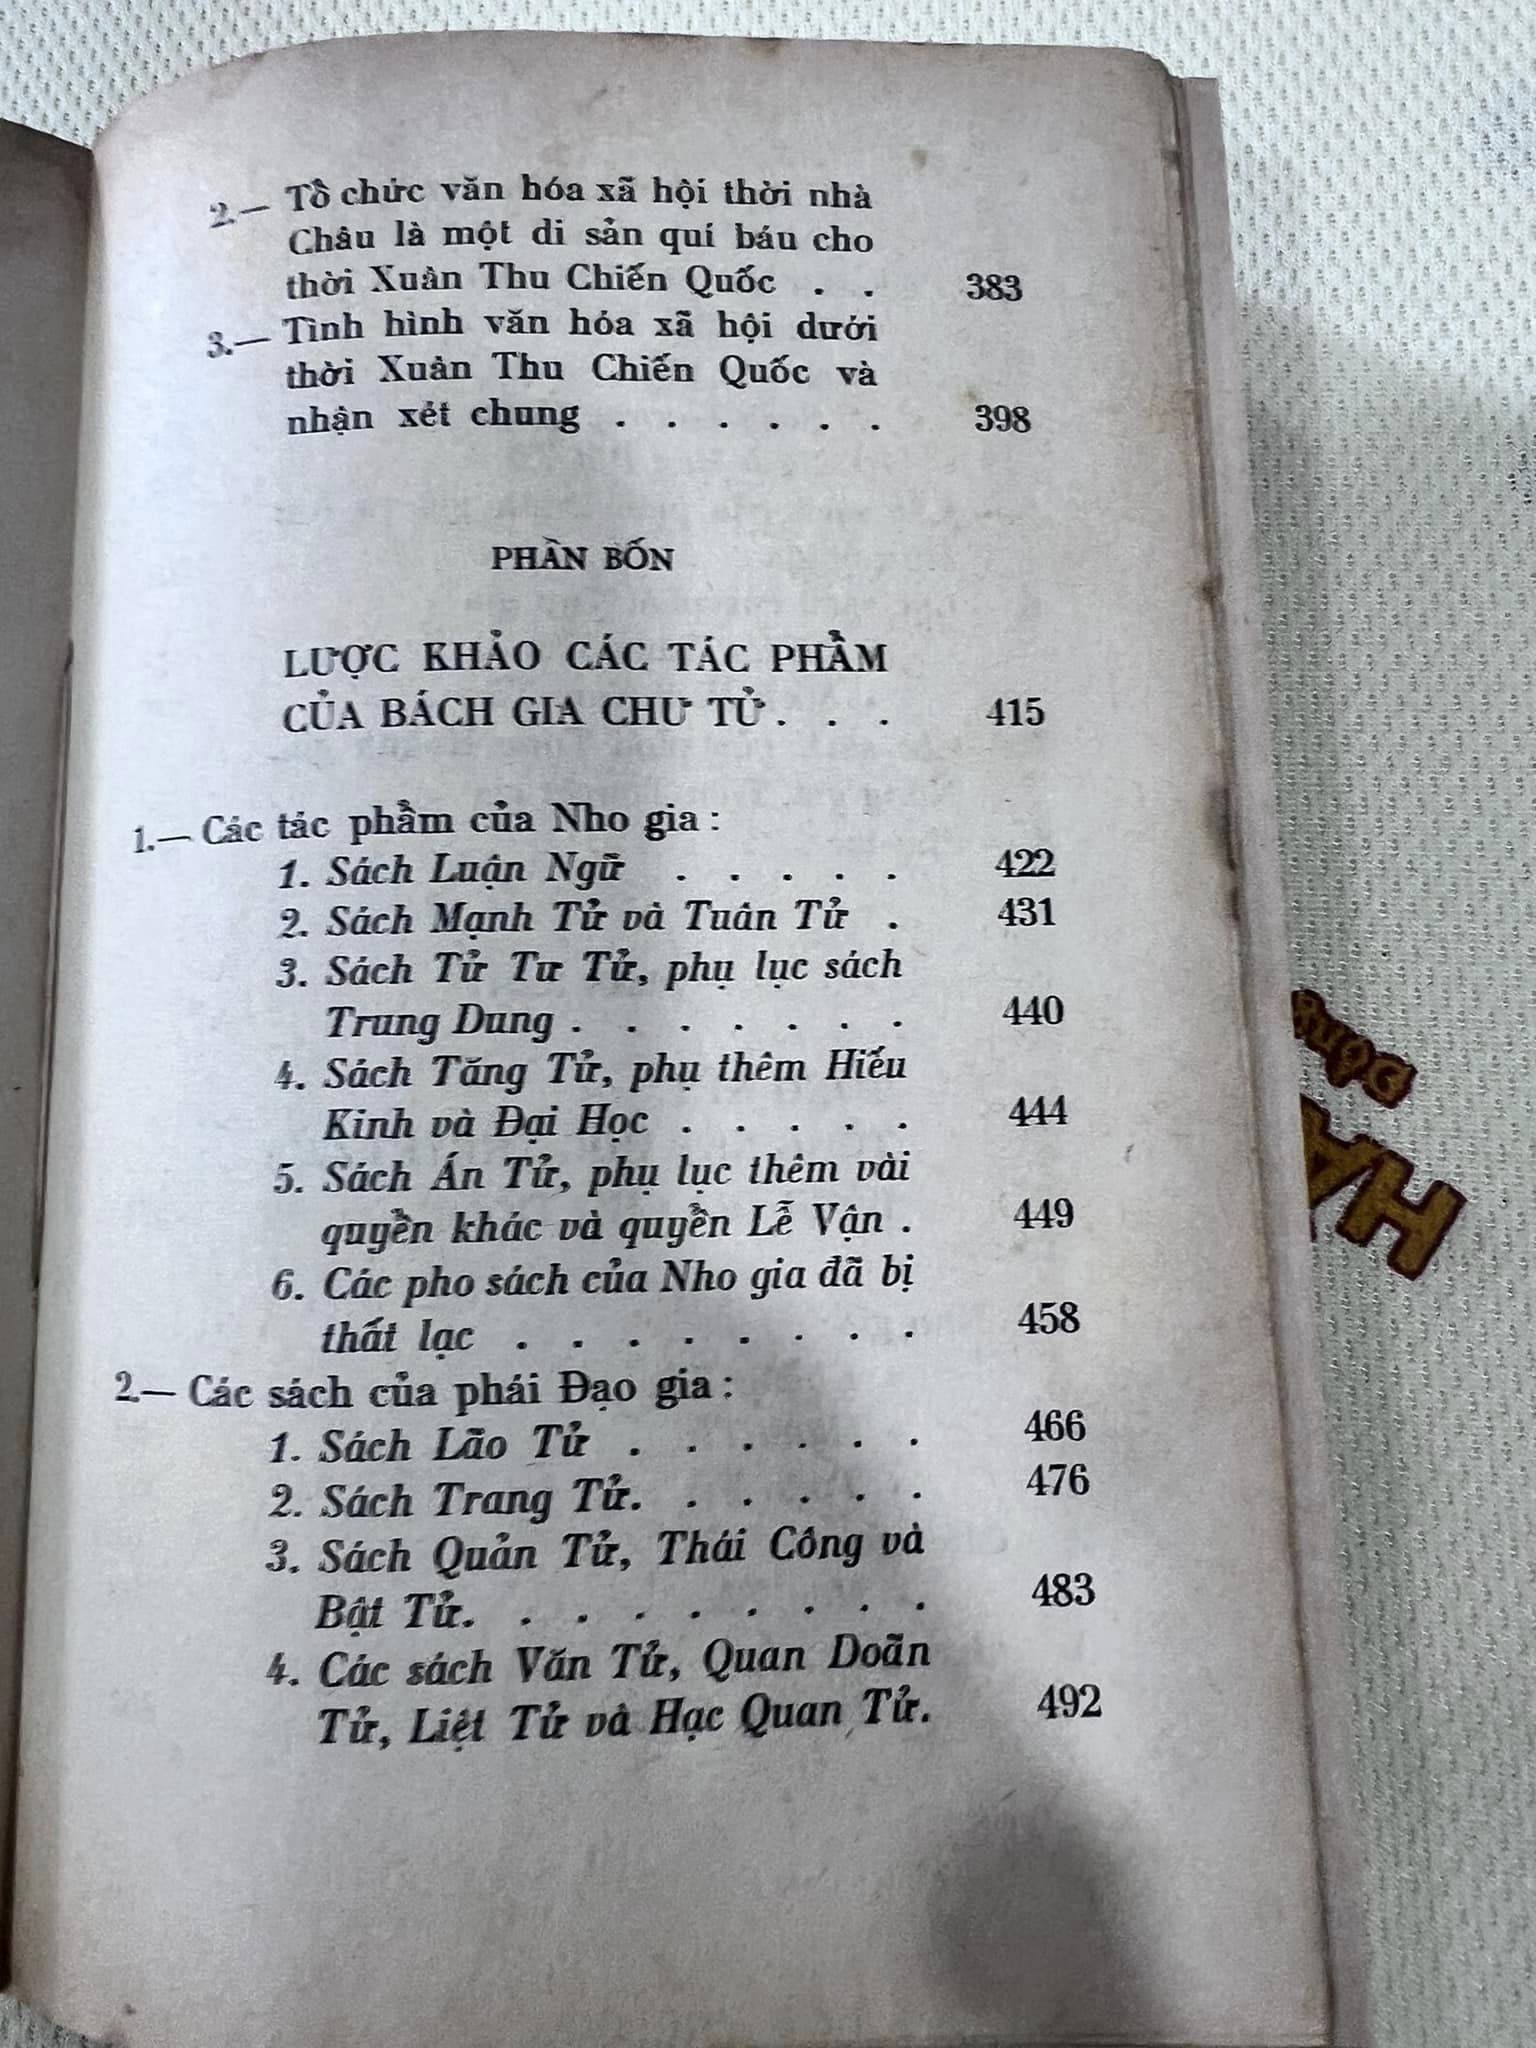 2.— Tổ chức văn hóa xã hội thời nhà
Châu là một di sản quí báu cho
thời Xuân Thu Chiến Quốc . . 383
3.— Tình hình văn hóa xã hội dưới
thời Xuân Thu Chiến Quốc và
nhận xét chung . . . . . . 398
PHẦN BỐN
LƯỢC KHẢO CÁC TÁC PHẨM
CỦA BÁCH GIA CHƯ TỬ . . . 415
1.— Các tác phẩm của Nho gia :
1. Sách Luận Ngữ . . . . . 422
2. Sách Mạnh Tử và Tuân Tử . 431
3. Sách Tử Tư Tử, phụ lục sách
Trung Dung . . . . . . . 440
4. Sách Tăng Tử, phụ thêm Hiếu
Kinh và Đại Học . . . . . 444
5. Sách Án Tử, phụ lục thêm vài
quyền khác và quyền Lễ Vận . 449
6. Các pho sách của Nho gia đã bị
thất lạc . . . . . . . . 458
2.— Các sách của phái Đạo gia :
1. Sách Lão Tử . . . . . . 466
2. Sách Trang Tử. . . . . . 476
3. Sách Quản Tử, Thái Công và
Bật Tử. . . . . . . . . 483
4. Các sách Văn Tử, Quan Doãn
Tử, Liệt Tử và Hạc Quan Tử. 492